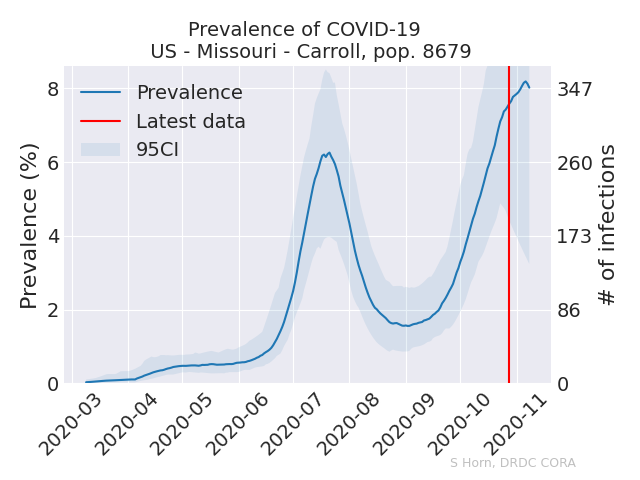 Prevalence of COVID-19
US - Missouri - Carroll, pop. 8679
Prevalence
Latest data
95CI
Prevalence (%)
8
6
4
2
0
# of infections
347
260
173
86
0
2020-03
2020-04
2020-05
2020-06
2020-07
2020-08
2020-09
2020-10
2020-11
S Horn, DRDC CORA